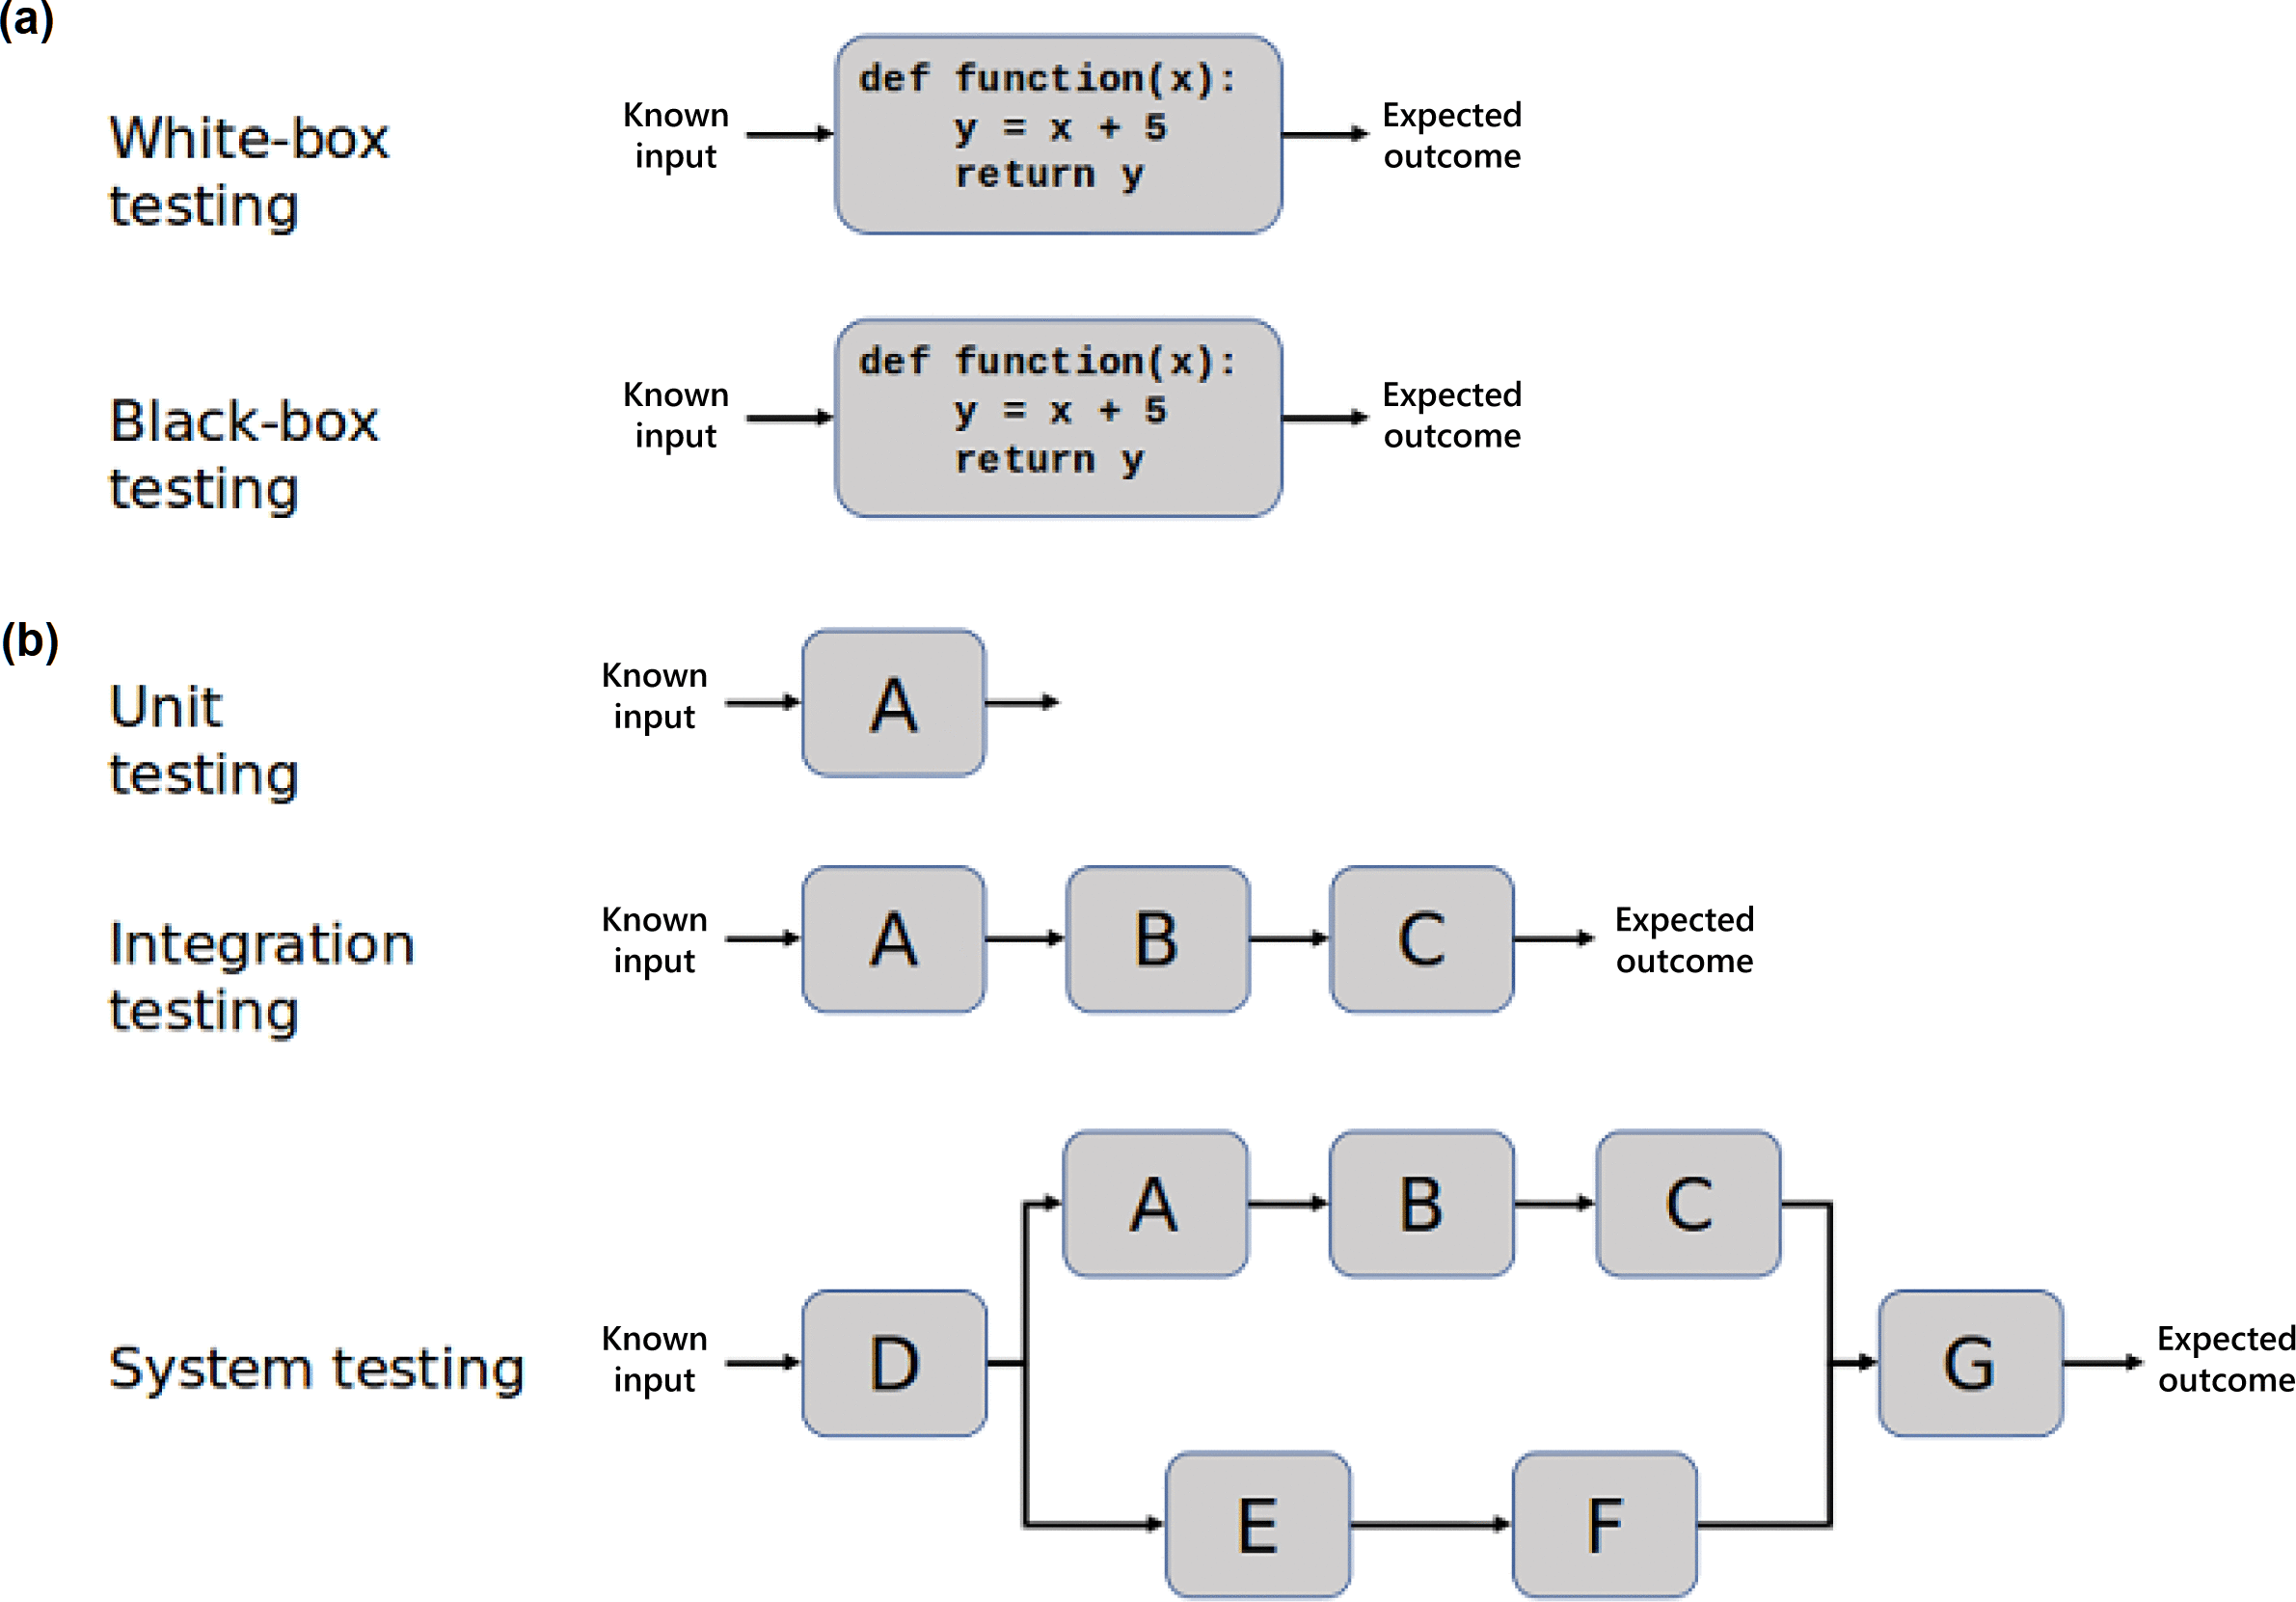 (a)
White-box
testing
Known
input
def function(x):
    y = x + 5
    return y
Expected
outcome
Black-box
testing
Known
input
def function(x):
    y = x + 5
    return y
Expected
outcome
(b)
Unit
testing
Known
input
A
Integration
testing
Known
input
A
B
C
Expected
outcome
System testing
Known
input
D
A
B
C
E
F
G
Expected
outcome